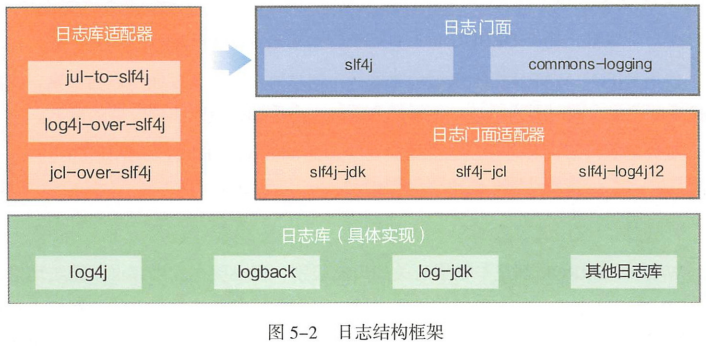 日志库适配器
jul-to-slf4j
log4j-over-slf4j
jcl-over-slf4j
日志门面
slf4j
commons-logging
日志门面适配器
slf4j-jdk
slf4j-jcl
slf4j-log4j12
日志库（具体实现）
log4j
logback
log-jdk
其他日志库
图 5-2 日志结构框架